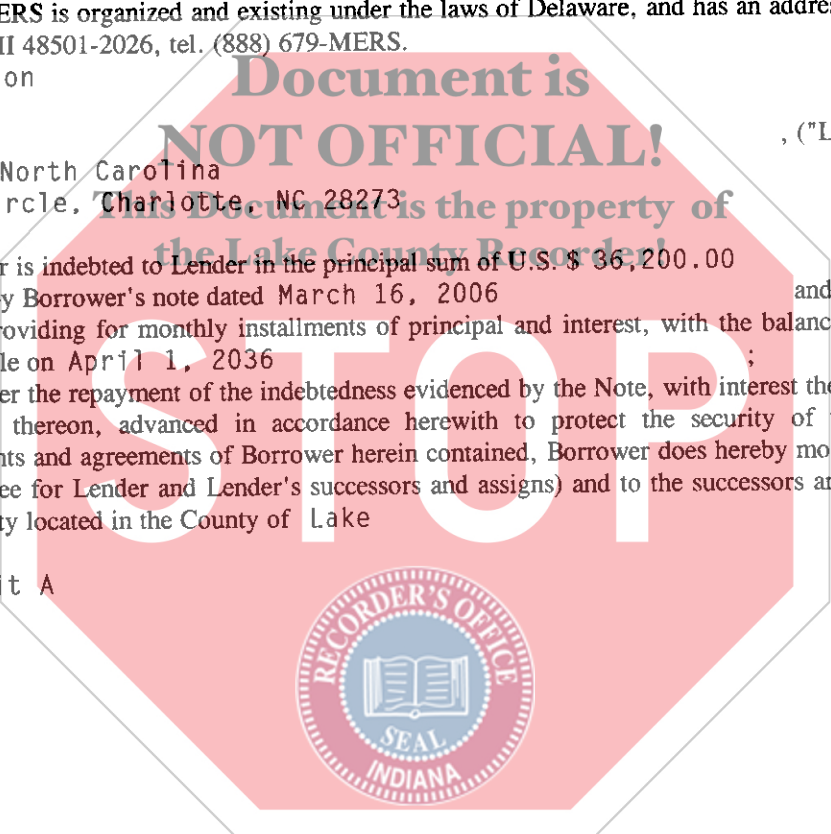 ERS is organized and existing under the laws of Delaware, and has an addre
II 48501-2026, tel. (888) 679-MERS.
on
Document is
NOT OFFICIAL!
, ("L
North Carolina
rcle, Charlotte, NC 28273
This Document is the property of
the Lake County Recorder!
r is indebted to Lender in the principal sum of U.S. $ 36,200.00
y Borrower's note dated March 16, 2006 and
roviding for monthly installments of principal and interest, with the balanc
le on April 1, 2036 ;
er the repayment of the indebtedness evidenced by the Note, with interest the
thereon, advanced in accordance herewith to protect the security of
nts and agreements of Borrower herein contained, Borrower does hereby mo
ee for Lender and Lender's successors and assigns) and to the successors a
ty located in the County of Lake
STOP
it A
RECORDER'S OFFICE
SEAL
INDIANA